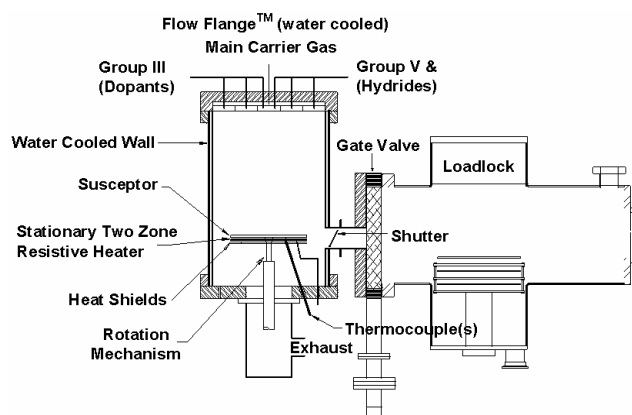 Flow Flange™ (water cooled)
Main Carrier Gas
Group III
(Dopants)
Group V &
(Hydrides)
Water Cooled Wall
Gate Valve
Loadlock
Susceptor
Stationary Two Zone
Resistive Heater
Shutter
Heat Shields
Rotation
Mechanism
Thermocouple(s)
Exhaust